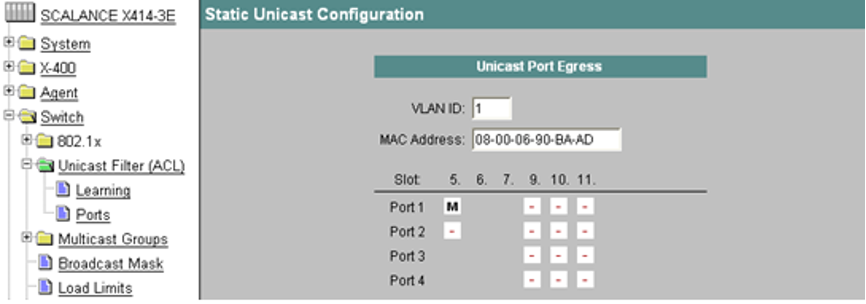 SCALANCE X414-3E
System
X-400
Agent
Switch
802.1x
Unicast Filter (ACL)
Learning
Ports
Multicast Groups
Broadcast Mask
Load Limits
Static Unicast Configuration
Unicast Port Egress
VLAN ID: 1
MAC Address: 08-00-06-90-BA-AD
Slot: 5. 6. 7. 9. 10. 11.
Port 1 M - - -
Port 2 - - - -
Port 3 - - -
Port 4 - - -